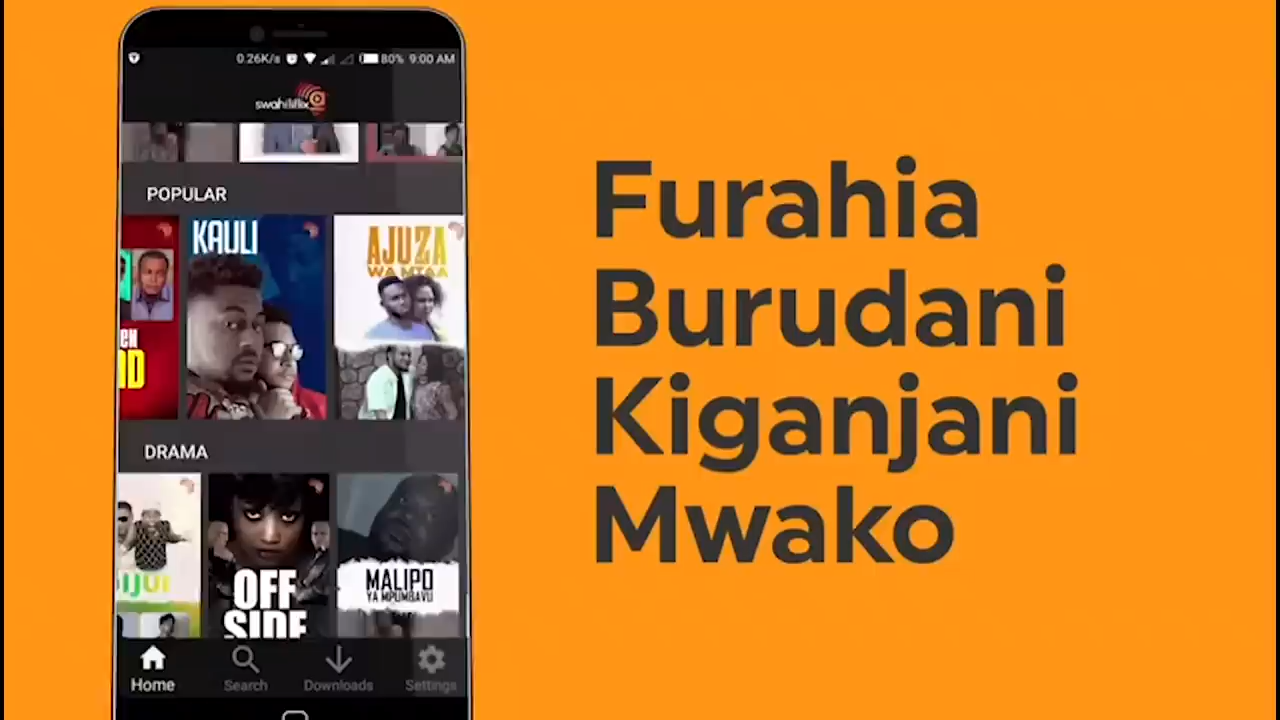 0.26K/s 80% 9:00 AM
swahiliflix
POPULAR
KAULI
AJUZA
WA MTAA
DRAMA
OFF
SIDE
MALIPO
YA MPUMBAVU
Home Search Downloads Settings
Furahia
Burudani
Kiganjani
Mwako